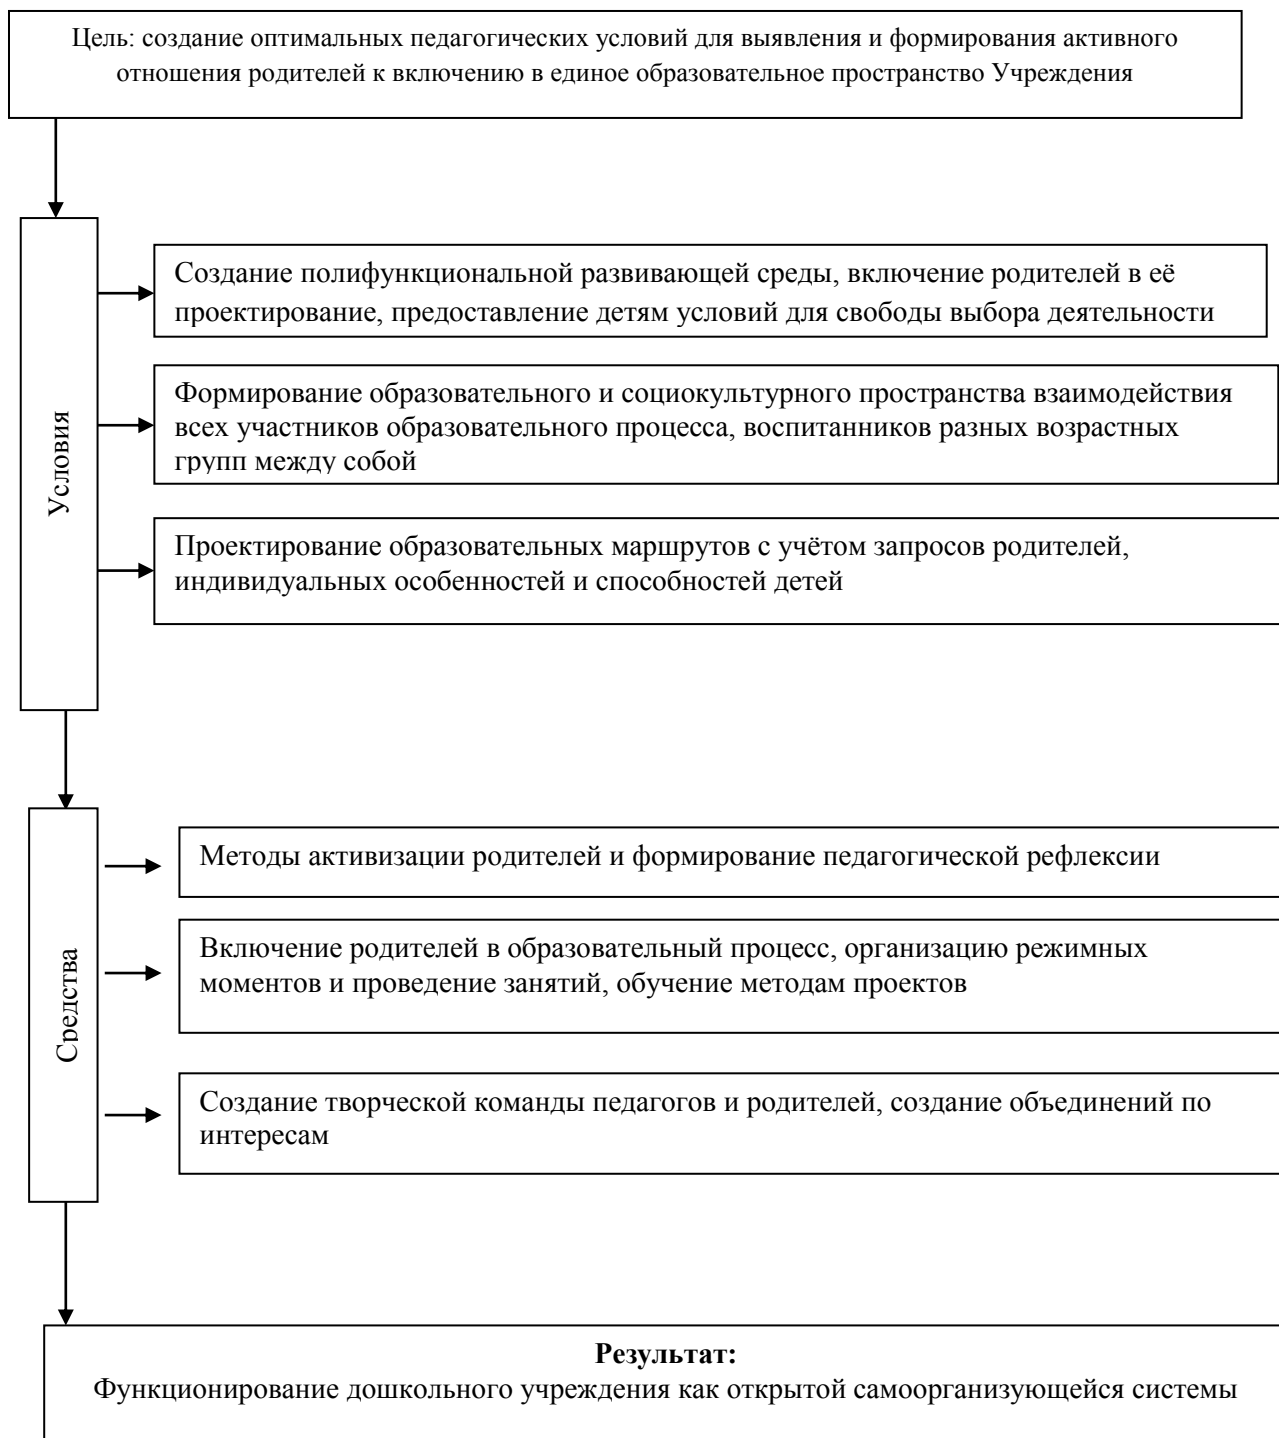 Цель: создание оптимальных педагогических условий для выявления и формирования активного
отношения родителей к включению в единое образовательное пространство Учреждения
Условия
Создание полифункциональной развивающей среды, включение родителей в её
проектирование, предоставление детям условий для свободы выбора деятельности
Формирование образовательного и социокультурного пространства взаимодействия
всех участников образовательного процесса, воспитанников разных возрастных
групп между собой
Проектирование образовательных маршрутов с учётом запросов родителей,
индивидуальных особенностей и способностей детей
Средства
Методы активизации родителей и формирование педагогической рефлексии
Включение родителей в образовательный процесс, организацию режимных
моментов и проведение занятий, обучение методам проектов
Создание творческой команды педагогов и родителей, создание объединений по
интересам
Результат:
Функционирование дошкольного учреждения как открытой самоорганизующейся системы